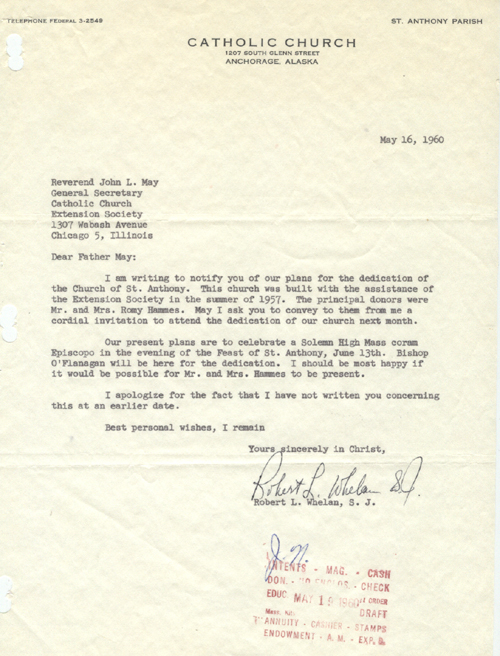 TELEPHONE FEDERAL 3-2549
ST. ANTHONY PARISH
CATHOLIC CHURCH
1207 SOUTH GLENN STREET
ANCHORAGE, ALASKA
May 16, 1960
Reverend John L. May
General Secretary
Catholic Church
Extension Society
1307 Wabash Avenue
Chicago 5, Illinois
Dear Father May:
I am writing to notify you of our plans for the dedication of
the Church of St. Anthony. This church was built with the assistance of
the Extension Society in the summer of 1957. The principal donors were
Mr. and Mrs. Romy Hammes. May I ask you to convey to them from me a
cordial invitation to attend the dedication of our church next month.
Our present plans are to celebrate a Solemn High Mass coram
Episcopo in the evening of the Feast of St. Anthony, June 13th. Bishop
O'Flanagan will be here for the dedication. I should be most happy if
it would be possible for Mr. and Mrs. Hammes to be present.
I apologize for the fact that I have not written you concerning
this at an earlier date.
Best personal wishes, I remain
Yours sincerely in Christ,
Robert L. Whelan SJ.
Robert L. Whelan, S. J.
INTENTS - MAG. - CASH
DON. - NO ENCLOS - CHECK
EDUC MAY 1960 ORDER
DRAFT
ANNUITY - CASHIER - STAMPS
ENDOWMENT - A. M. - EXP.